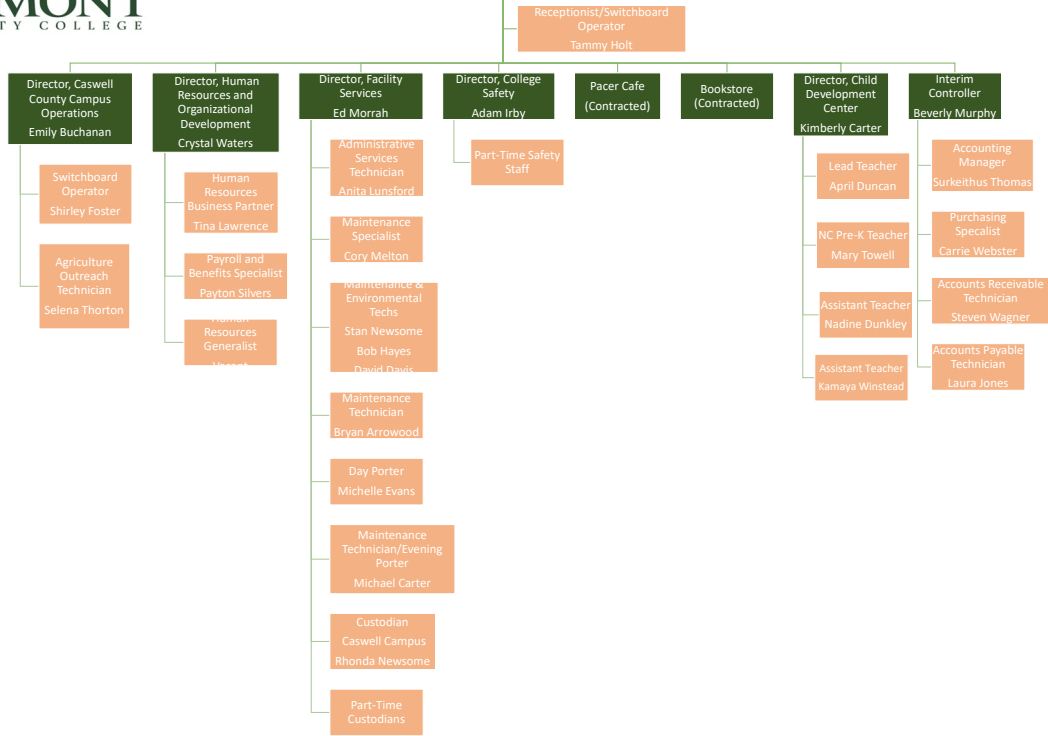 MONT
TY COLLEGE
Receptionist/Switchboard
Operator
Tammy Holt
Director, Caswell
County Campus
Operations
Emily Buchanan
Switchboard
Operator
Shirley Foster
Agriculture
Outreach
Technician
Selena Thorton
Director, Human
Resources and
Organizational
Development
Crystal Waters
Human
Resources
Business Partner
Tina Lawrence
Payroll and
Benefits Specialist
Payton Silvers
Human
Resources
Generalist
Vacant
Director, Facility
Services
Ed Morrah
Administrative
Services
Technician
Anita Lunsford
Maintenance
Specialist
Cory Melton
Maintenance &
Environmental
Techs
Stan Newsome
Bob Hayes
David Davis
Maintenance
Technician
Bryan Arrowood
Day Porter
Michelle Evans
Maintenance
Technician/Evening
Porter
Michael Carter
Custodian
Caswell Campus
Rhonda Newsome
Part-Time
Custodians
Director, College
Safety
Adam Irby
Part-Time Safety
Staff
Pacer Cafe
(Contracted)
Bookstore
(Contracted)
Director, Child
Development
Center
Kimberly Carter
Lead Teacher
April Duncan
NC Pre-K Teacher
Mary Towell
Assistant Teacher
Nadine Dunkley
Assistant Teacher
Kamaya Winstead
Interim
Controller
Beverly Murphy
Accounting
Manager
Surkeithus Thomas
Purchasing
Specalist
Carrie Webster
Accounts Receivable
Technician
Steven Wagner
Accounts Payable
Technician
Laura Jones